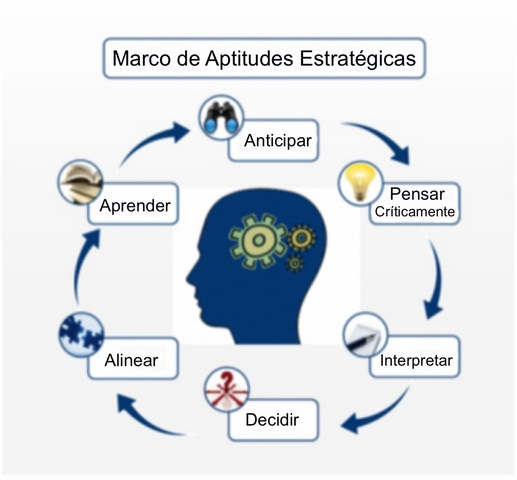 Marco de Aptitudes Estratégicas
Anticipar
Pensar
Críticamente
Interpretar
Decidir
Alinear
Aprender